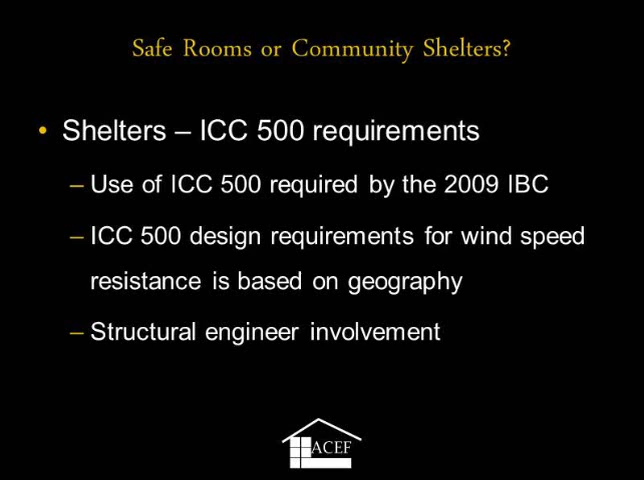 Safe Rooms or Community Shelters?
• Shelters – ICC 500 requirements
– Use of ICC 500 required by the 2009 IBC
– ICC 500 design requirements for wind speed
resistance is based on geography
– Structural engineer involvement
ACEF